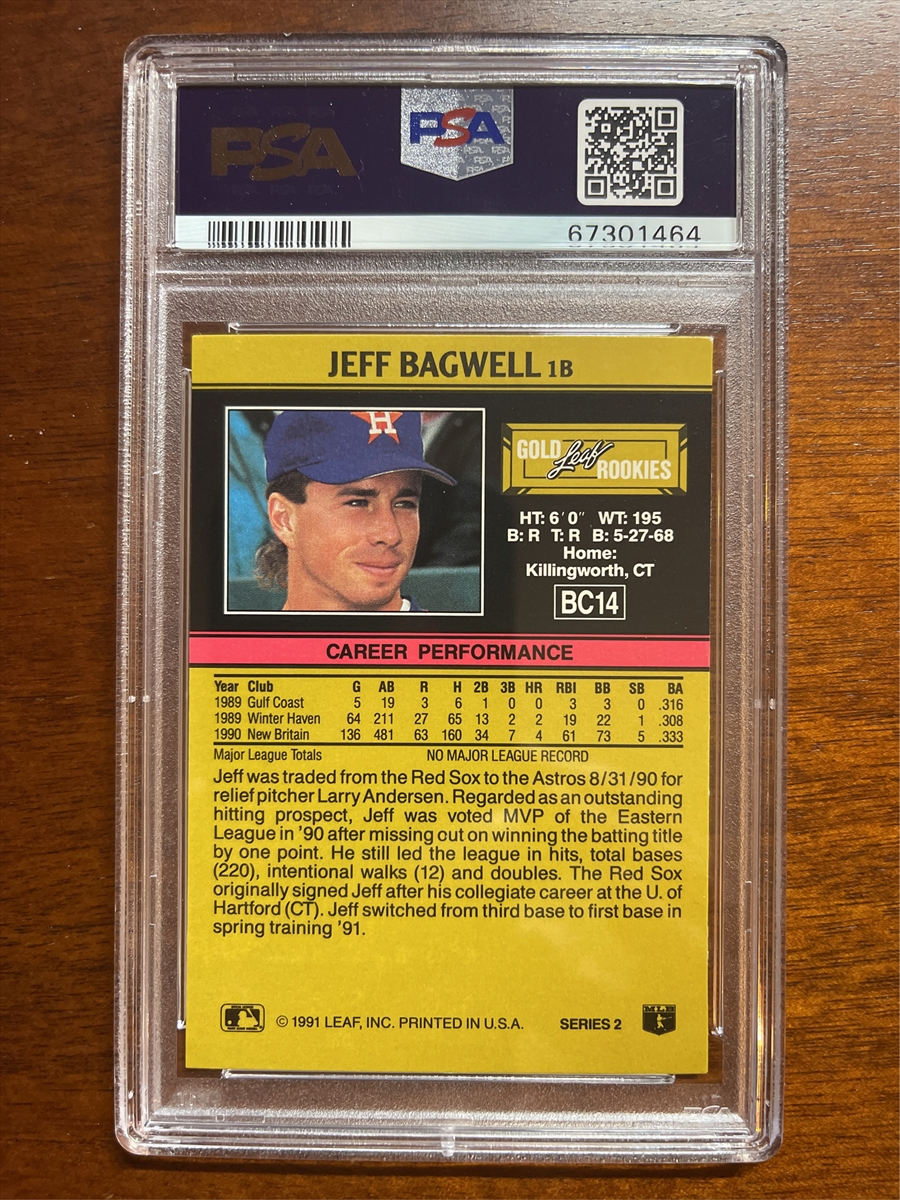 PSA PSA
67301464
JEFF BAGWELL 1B
H
GOLD Leaf ROOKIES
HT: 6'0" WT: 195
B: R T: R B: 5-27-68
Home:
Killingworth, CT
BC14
CAREER PERFORMANCE
Year Club G AB R H 2B 3B HR RBI BB SB BA
1989 Gulf Coast 5 19 3 6 1 0 0 3 3 0 .316
1989 Winter Haven 64 211 27 65 13 2 2 19 22 1 .308
1990 New Britain 136 481 63 160 34 7 4 61 73 5 .333
Major League Totals NO MAJOR LEAGUE RECORD
Jeff was traded from the Red Sox to the Astros 8/31/90 for
relief pitcher Larry Andersen. Regarded as an outstanding
hitting prospect, Jeff was voted MVP of the Eastern
League in '90 after missing out on winning the batting title
by one point. He still led the league in hits, total bases
(220), intentional walks (12) and doubles. The Red Sox
originally signed Jeff after his collegiate career at the U. of
Hartford (CT). Jeff switched from third base to first base in
spring training '91.
© 1991 LEAF, INC. PRINTED IN U.S.A. SERIES 2
PSA